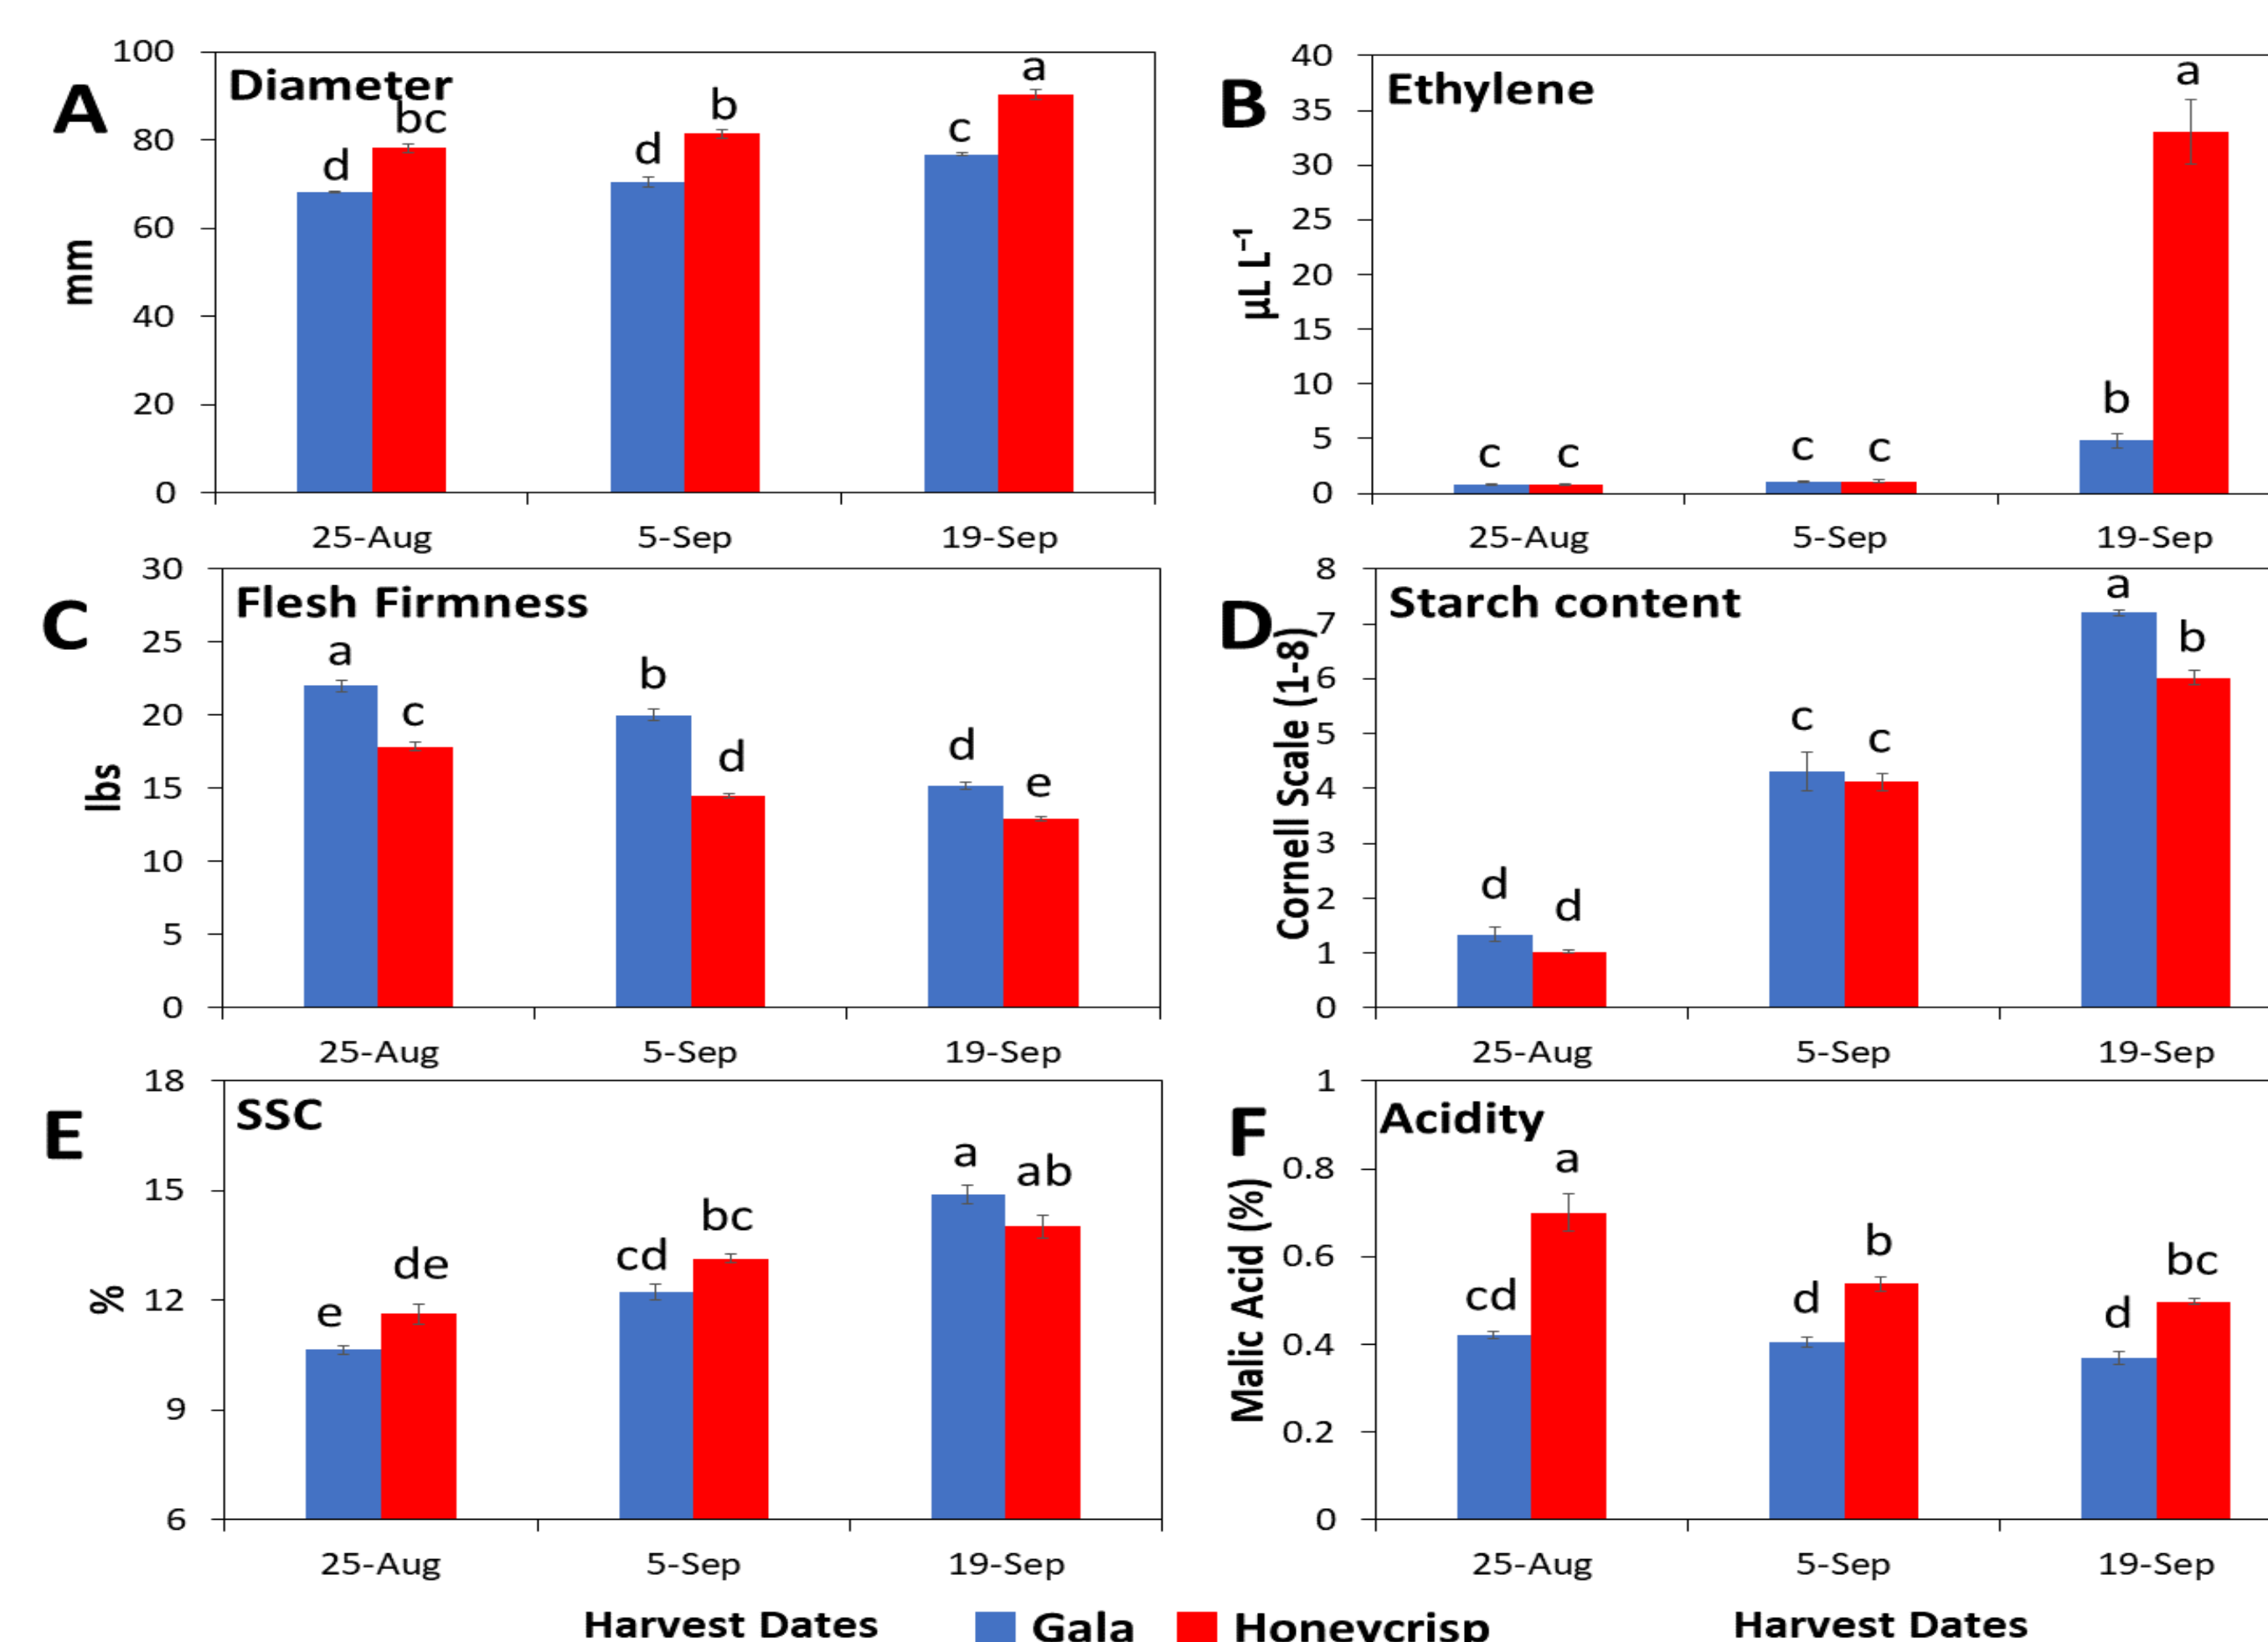 A
Diameter
mm
100
80
60
40
20
0
d
bc
d
b
c
a
25-Aug 5-Sep 19-Sep
B
Ethylene
µL L⁻¹
40
35
30
25
20
15
10
5
0
c
c
c
c
b
a
25-Aug 5-Sep 19-Sep
C
Flesh Firmness
lbs
30
25
20
15
10
5
0
a
c
b
d
d
e
25-Aug 5-Sep 19-Sep
D
Starch content
Cornell Scale (1-8)
8
7
6
5
4
3
2
1
0
d
d
c
c
a
b
25-Aug 5-Sep 19-Sep
E
SSC
%
18
15
12
9
6
e
de
cd
bc
a
ab
25-Aug 5-Sep 19-Sep
F
Acidity
Malic Acid (%)
1
0.8
0.6
0.4
0.2
0
cd
a
d
b
d
bc
25-Aug 5-Sep 19-Sep
Harvest Dates Gala Honeycrisp Harvest Dates